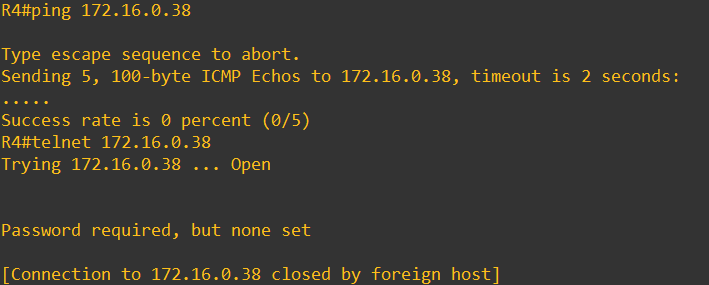 R4#ping 172.16.0.38
Type escape sequence to abort.
Sending 5, 100-byte ICMP Echos to 172.16.0.38, timeout is 2 seconds:
.....
Success rate is 0 percent (0/5)
R4#telnet 172.16.0.38
Trying 172.16.0.38 ... Open
Password required, but none set
[Connection to 172.16.0.38 closed by foreign host]